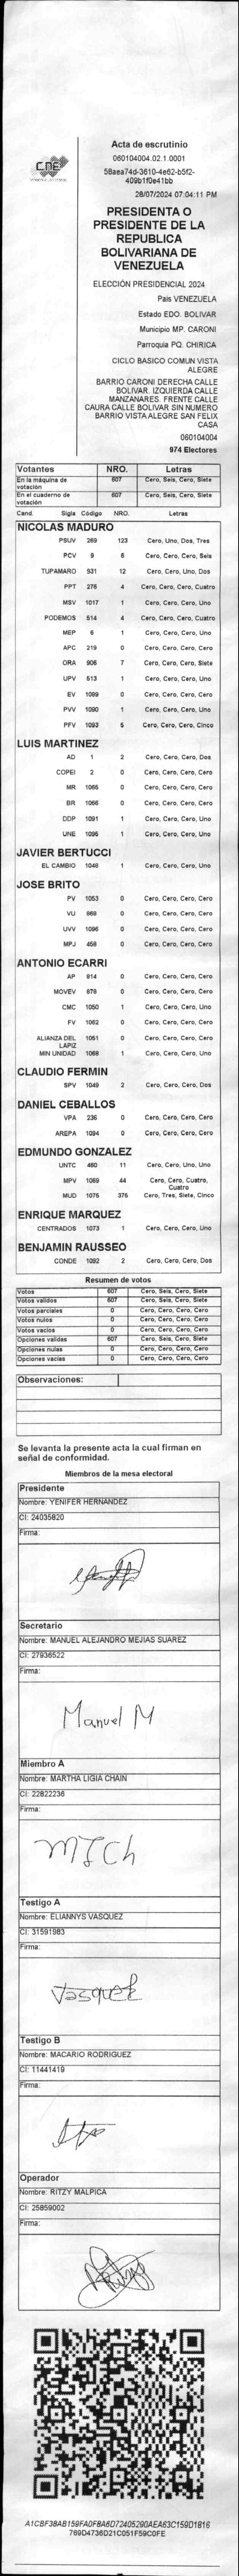 CNE
Acta de escrutinio
060104004.02.1.0001
58aea74d-3610-4e62-b5f2-
409b1f0e41bb
28/07/2024 07:04:11 PM
PRESIDENTA O
PRESIDENTE DE LA
REPUBLICA
BOLIVARIANA DE
VENEZUELA
ELECCIÓN PRESIDENCIAL 2024
Pais VENEZUELA
Estado EDO. BOLIVAR
Municipio MP. CARONI
Parroquia PQ. CHIRICA
CICLO BASICO COMUN VISTA
ALEGRE
BARRIO CARONI DERECHA CALLE
BOLIVAR. IZQUIERDA CALLE
MANZANARES. FRENTE CALLE
CAURA CALLE BOLIVAR SIN NUMERO
BARRIO VISTA ALEGRE SAN FELIX
CASA
060104004
974 Electores
Votantes NRO. Letras
En la máquina de votación 607 Cero, Seis, Cero, Siete
En el cuaderno de votación 607 Cero, Seis, Cero, Siete
Cand. Sigla Código NRO. Letras
NICOLAS MADURO
PSUV 269 123 Cero, Uno, Dos, Tres
PCV 9 6 Cero, Cero, Cero, Seis
TUPAMARO 931 12 Cero, Cero, Uno, Dos
PPT 276 4 Cero, Cero, Cero, Cuatro
MSV 1017 1 Cero, Cero, Cero, Uno
PODEMOS 514 4 Cero, Cero, Cero, Cuatro
MEP 6 1 Cero, Cero, Cero, Uno
APC 219 0 Cero, Cero, Cero, Cero
ORA 906 7 Cero, Cero, Cero, Siete
UPV 513 1 Cero, Cero, Cero, Uno
EV 1089 0 Cero, Cero, Cero, Cero
PVV 1090 1 Cero, Cero, Cero, Uno
PFV 1093 5 Cero, Cero, Cero, Cinco
LUIS MARTINEZ
AD 1 2 Cero, Cero, Cero, Dos
COPEI 2 0 Cero, Cero, Cero, Cero
MR 1065 0 Cero, Cero, Cero, Cero
BR 1066 0 Cero, Cero, Cero, Cero
DDP 1091 1 Cero, Cero, Cero, Uno
UNE 1095 1 Cero, Cero, Cero, Uno
JAVIER BERTUCCI
EL CAMBIO 1048 1 Cero, Cero, Cero, Uno
JOSE BRITO
PV 1053 0 Cero, Cero, Cero, Cero
VU 868 0 Cero, Cero, Cero, Cero
UVV 1096 0 Cero, Cero, Cero, Cero
MPJ 458 0 Cero, Cero, Cero, Cero
ANTONIO ECARRI
AP 814 0 Cero, Cero, Cero, Cero
MOVEV 878 0 Cero, Cero, Cero, Cero
CMC 1050 1 Cero, Cero, Cero, Uno
FV 1062 0 Cero, Cero, Cero, Cero
ALIANZA DEL LAPIZ 1051 0 Cero, Cero, Cero, Cero
MIN UNIDAD 1068 1 Cero, Cero, Cero, Uno
CLAUDIO FERMIN
SPV 1049 2 Cero, Cero, Cero, Dos
DANIEL CEBALLOS
VPA 236 0 Cero, Cero, Cero, Cero
AREPA 1094 0 Cero, Cero, Cero, Cero
EDMUNDO GONZALEZ
UNTC 460 11 Cero, Cero, Uno, Uno
MPV 1069 44 Cero, Cero, Cuatro, Cuatro
MUD 1075 375 Cero, Tres, Siete, Cinco
ENRIQUE MARQUEZ
CENTRADOS 1073 1 Cero, Cero, Cero, Uno
BENJAMIN RAUSSEO
CONDE 1092 2 Cero, Cero, Cero, Dos
Resumen de votos
Votos 607 Cero, Seis, Cero, Siete
Votos validos 607 Cero, Seis, Cero, Siete
Votos parciales 0 Cero, Cero, Cero, Cero
Votos nulos 0 Cero, Cero, Cero, Cero
Votos vacios 0 Cero, Cero, Cero, Cero
Opciones validas 607 Cero, Seis, Cero, Siete
Opciones nulas 0 Cero, Cero, Cero, Cero
Opciones vacias 0 Cero, Cero, Cero, Cero
Observaciones:
Se levanta la presente acta la cual firman en
señal de conformidad.
Miembros de la mesa electoral
Presidente
Nombre: YENIFER HERNANDEZ
CI: 24035820
Firma:
Secretario
Nombre: MANUEL ALEJANDRO MEJIAS SUAREZ
CI: 27936522
Firma:
Manuel M
Miembro A
Nombre: MARTHA LIGIA CHAIN
CI: 22822236
Firma:
Testigo A
Nombre: ELIANNYS VASQUEZ
CI: 31591983
Firma:
Vasquez
Testigo B
Nombre: MACARIO RODRIGUEZ
CI: 11441419
Firma:
Operador
Nombre: RITZY MALPICA
CI: 25859002
Firma:
A1CBF38AB159FA0F8A6D72405290AEA63C159D1816
769D4736D21C051F59C0FE